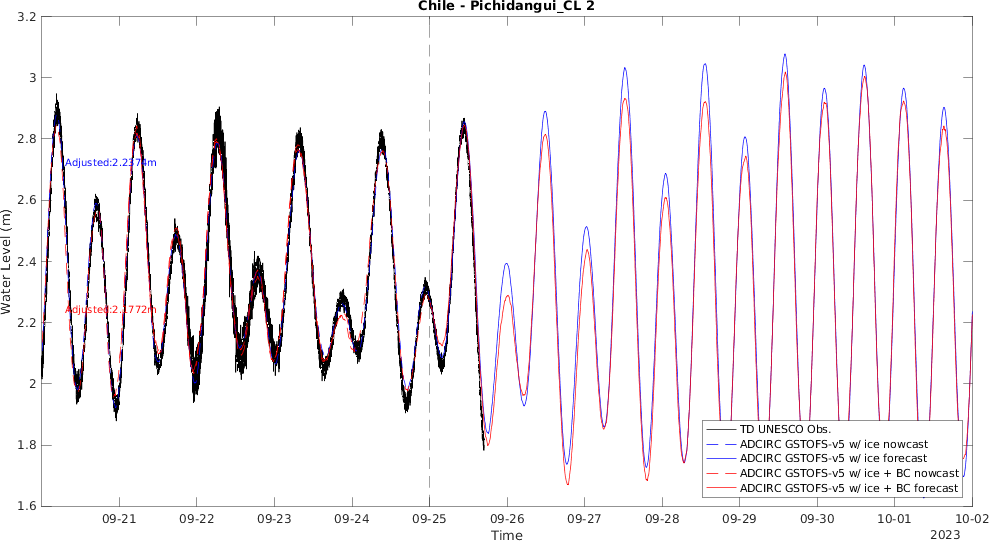 Chile - Pichidangui_CL 2
3.2
3
2.8
2.6
2.4
2.2
2
1.8
1.6
Water Level (m)
Adjusted:2.2374m
Adjusted:2.1772m
TD UNESCO Obs.
ADCIRC GSTOFS-v5 w/ ice nowcast
ADCIRC GSTOFS-v5 w/ ice forecast
ADCIRC GSTOFS-v5 w/ ice + BC nowcast
ADCIRC GSTOFS-v5 w/ ice + BC forecast
09-21 09-22 09-23 09-24 09-25 09-26 09-27 09-28 09-29 09-30 10-01 10-02
Time
2023